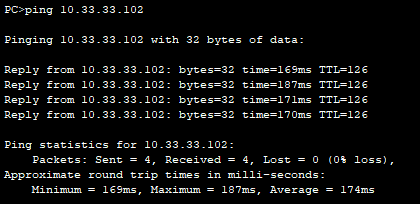 PC>ping 10.33.33.102
Pinging 10.33.33.102 with 32 bytes of data:
Reply from 10.33.33.102: bytes=32 time=169ms TTL=126
Reply from 10.33.33.102: bytes=32 time=187ms TTL=126
Reply from 10.33.33.102: bytes=32 time=171ms TTL=126
Reply from 10.33.33.102: bytes=32 time=170ms TTL=126
Ping statistics for 10.33.33.102:
Packets: Sent = 4, Received = 4, Lost = 0 (0% loss),
Approximate round trip times in milli-seconds:
Minimum = 169ms, Maximum = 187ms, Average = 174ms